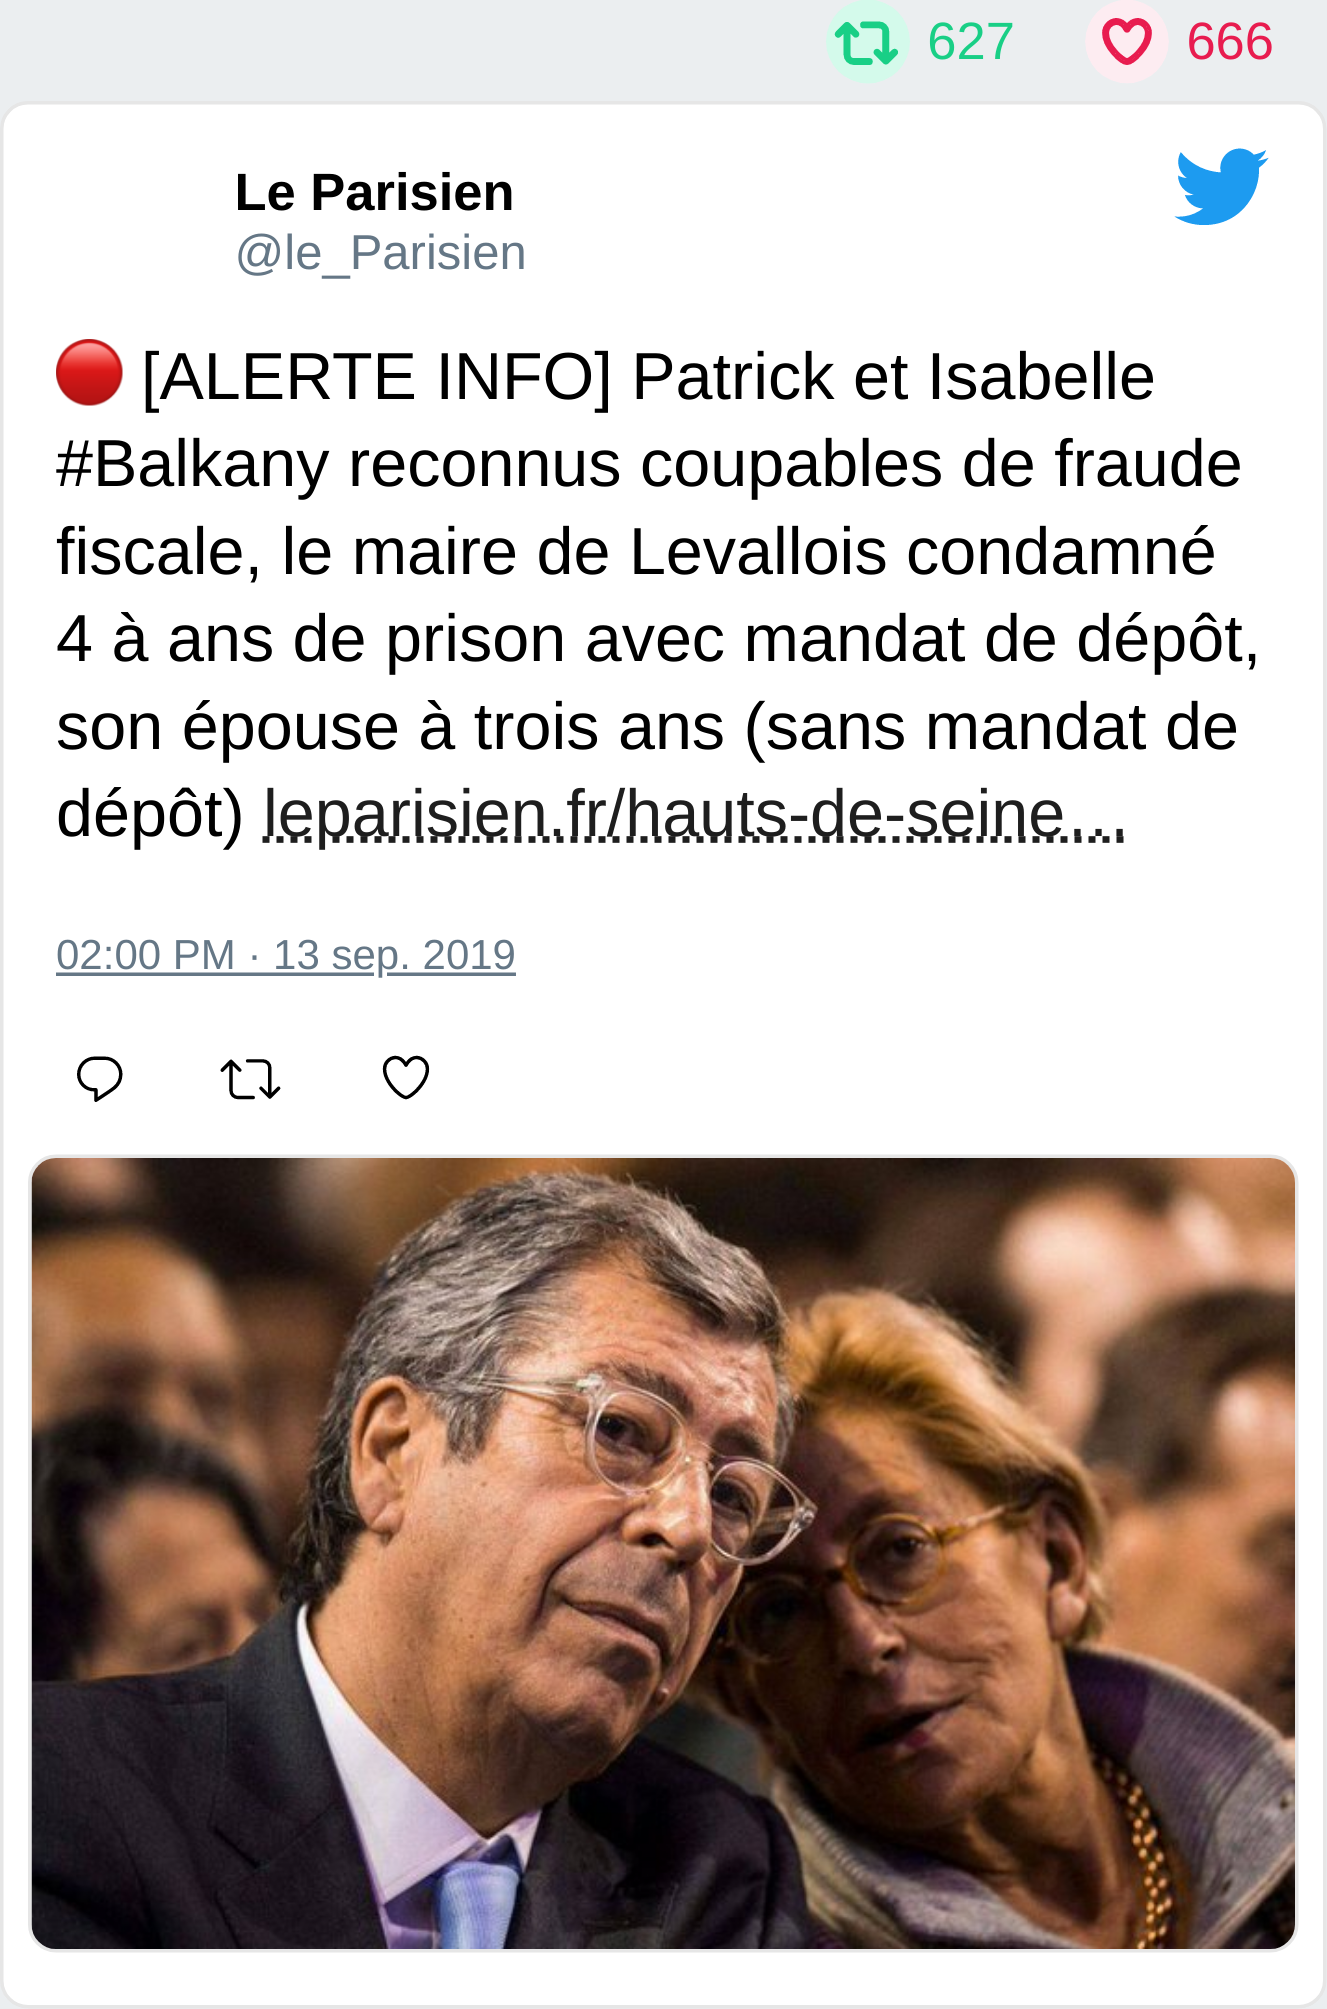 627 666
Le Parisien
@le_Parisien
🔴 [ALERTE INFO] Patrick et Isabelle
#Balkany reconnus coupables de fraude
fiscale, le maire de Levallois condamné
4 à ans de prison avec mandat de dépôt,
son épouse à trois ans (sans mandat de
dépôt) leparisien.fr/hauts-de-seine…
02:00 PM · 13 sep. 2019